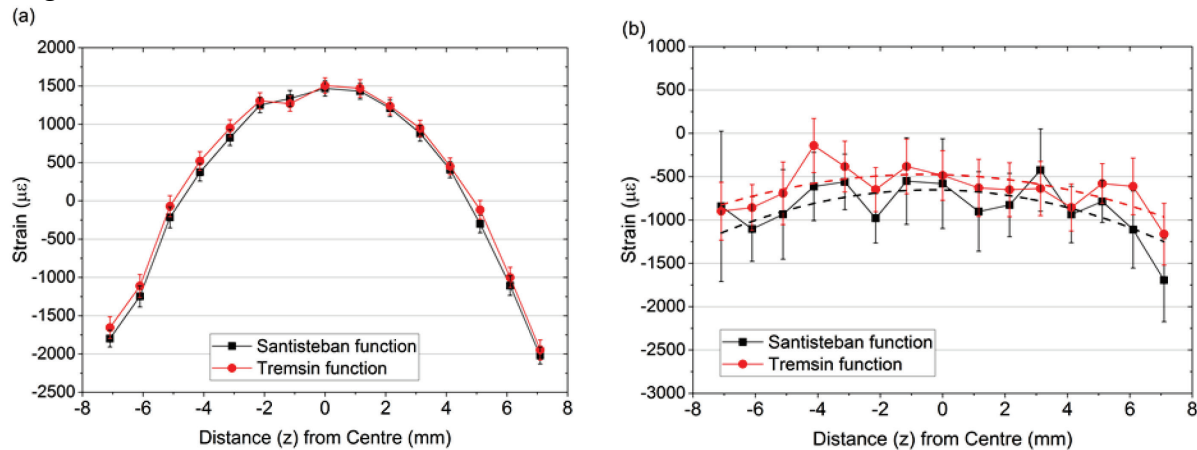 (a)
2000
1500
1000
500
0
-500
-1000
-1500
-2000
-2500
Strain (με)
Santisteban function
Tremsin function
-8 -6 -4 -2 0 2 4 6 8
Distance (z) from Centre (mm)
(b)
1000
500
0
-500
-1000
-1500
-2000
-2500
-3000
Strain (με)
Santisteban function
Tremsin function
-8 -6 -4 -2 0 2 4 6 8
Distance (z) from Centre (mm)